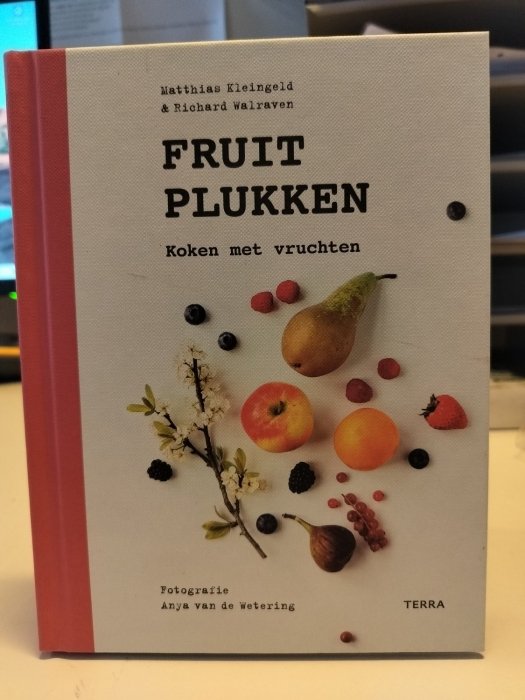 Matthias Kleingeld
& Richard Walraven
FRUIT
PLUKKEN
Koken met vruchten
Fotografie
Anya van de Wetering
TERRA